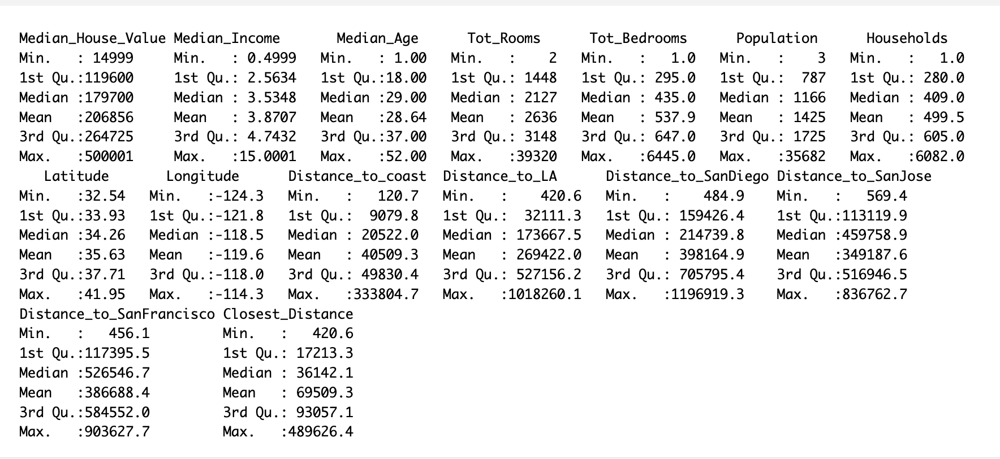 Median_House_Value Median_Income       Median_Age      Tot_Rooms      Tot_Bedrooms      Population      Households
Min.   : 14999     Min.   : 0.4999   Min.   : 1.00   Min.   :    2   Min.   :   1.0   Min.   :    3   Min.   :   1.0
1st Qu.:119600     1st Qu.: 2.5634   1st Qu.:18.00   1st Qu.: 1448   1st Qu.: 295.0   1st Qu.:  787   1st Qu.: 280.0
Median :179700     Median : 3.5348   Median :29.00   Median : 2127   Median : 435.0   Median : 1166   Median : 409.0
Mean   :206856     Mean   : 3.8707   Mean   :28.64   Mean   : 2636   Mean   : 537.9   Mean   : 1425   Mean   : 499.5
3rd Qu.:264725     3rd Qu.: 4.7432   3rd Qu.:37.00   3rd Qu.: 3148   3rd Qu.: 647.0   3rd Qu.: 1725   3rd Qu.: 605.0
Max.   :500001     Max.   :15.0001   Max.   :52.00   Max.   :39320   Max.   :6445.0   Max.   :35682   Max.   :6082.0
   Latitude       Longitude      Distance_to_coast  Distance_to_LA      Distance_to_SanDiego Distance_to_SanJose
Min.   :32.54   Min.   :-124.3   Min.   :   120.7   Min.   :    420.6   Min.   :    484.9    Min.   :   569.4
1st Qu.:33.93   1st Qu.:-121.8   1st Qu.:  9079.8   1st Qu.:  32111.3   1st Qu.: 159426.4    1st Qu.:113119.9
Median :34.26   Median :-118.5   Median : 20522.0   Median : 173667.5   Median : 214739.8    Median :459758.9
Mean   :35.63   Mean   :-119.6   Mean   : 40509.3   Mean   : 269422.0   Mean   : 398164.9    Mean   :349187.6
3rd Qu.:37.71   3rd Qu.:-118.0   3rd Qu.: 49830.4   3rd Qu.: 527156.2   3rd Qu.: 705795.4    3rd Qu.:516946.5
Max.   :41.95   Max.   :-114.3   Max.   :333804.7   Max.   :1018260.1   Max.   :1196919.3    Max.   :836762.7
Distance_to_SanFrancisco Closest_Distance
Min.   :   456.1         Min.   :   420.6
1st Qu.:117395.5         1st Qu.: 17213.3
Median :526546.7         Median : 36142.1
Mean   :386688.4         Mean   : 69509.3
3rd Qu.:584552.0         3rd Qu.: 93057.1
Max.   :903627.7         Max.   :489626.4